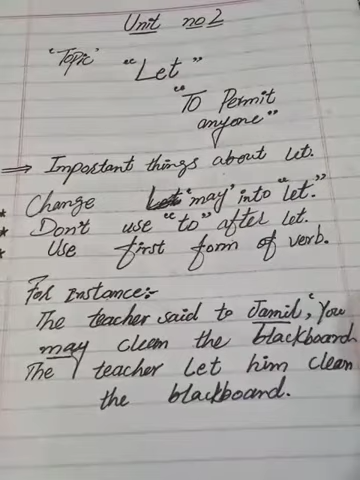 Unit no 2
'Topic' "Let"
"To Permit
anyone"
⇒ Important things about let.
* Change 'may' into "let."
* Don't use "to" after let.
* Use first form of verb.
For Instance:-
The teacher said to Jamil, 'You
may clean the blackboard
The teacher let him clean
the blackboard.